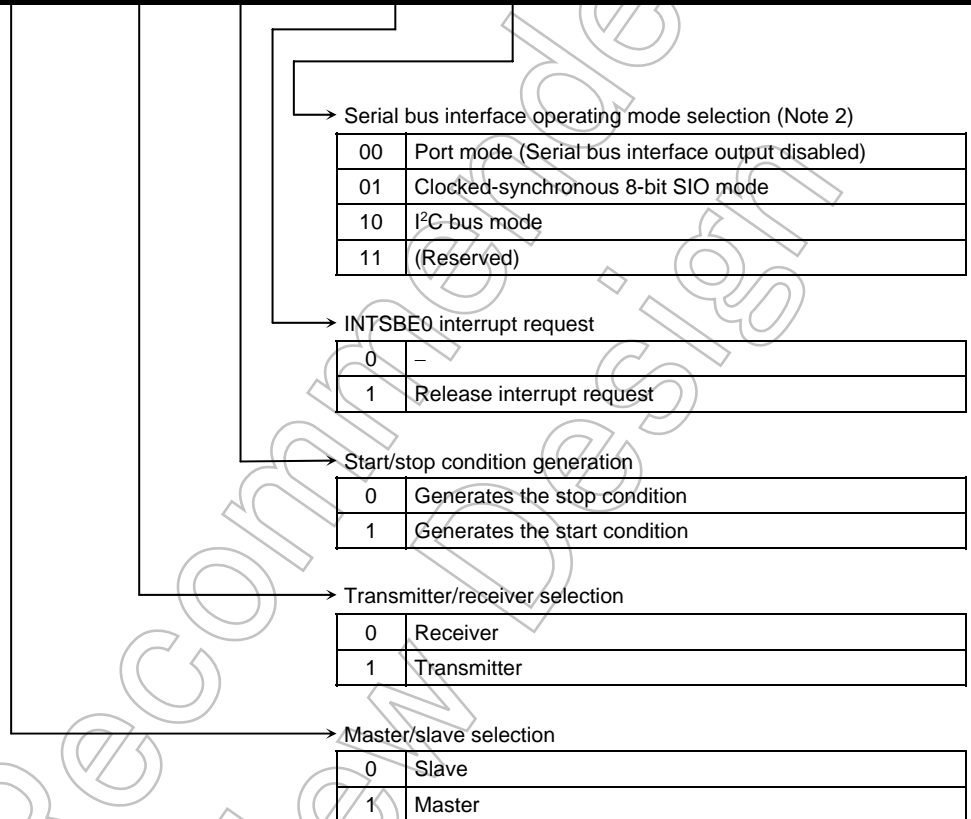 Serial bus interface operating mode selection (Note 2)
00 Port mode (Serial bus interface output disabled)
01 Clocked-synchronous 8-bit SIO mode
10 I²C bus mode
11 (Reserved)
INTSBE0 interrupt request
0 –
1 Release interrupt request
Start/stop condition generation
0 Generates the stop condition
1 Generates the start condition
Transmitter/receiver selection
0 Receiver
1 Transmitter
Master/slave selection
0 Slave
1 Master
Recommende
Design